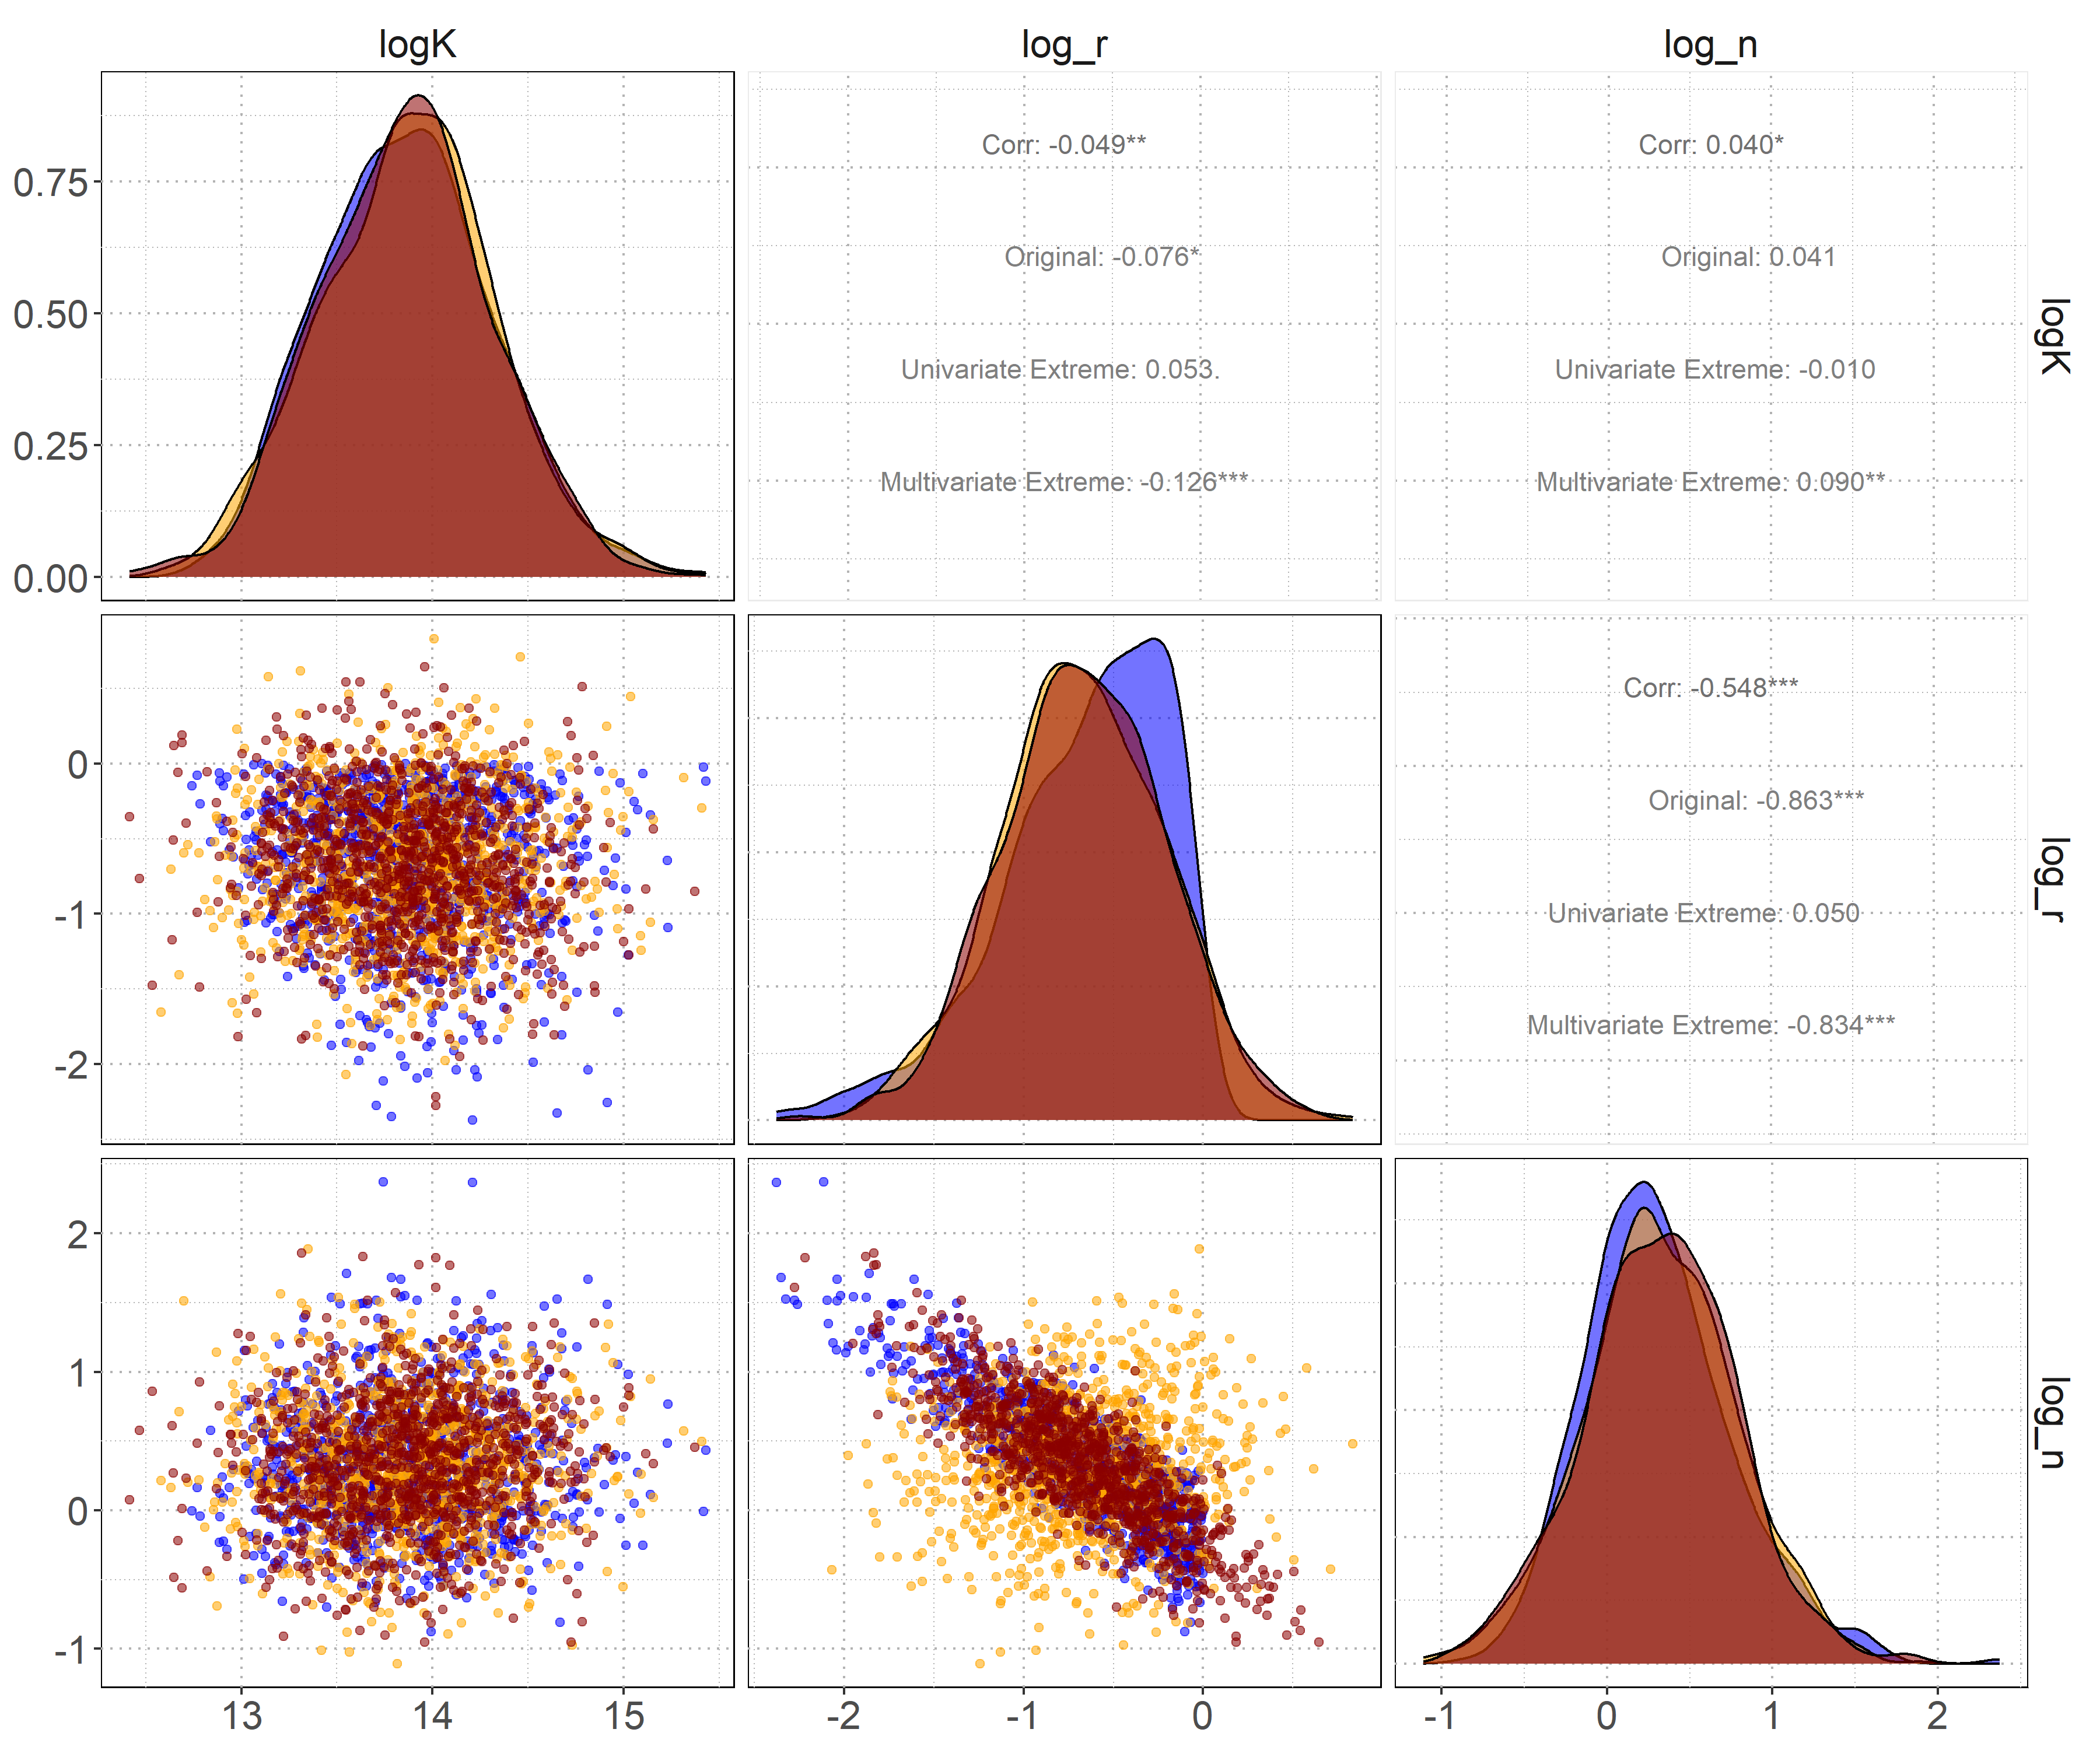 logK
log_r
log_n
0.75
0.50
0.25
0.00
Corr: -0.049**
Original: -0.076*
Univariate Extreme: 0.053.
Multivariate Extreme: -0.126***
Corr: 0.040*
Original: 0.041
Univariate Extreme: -0.010
Multivariate Extreme: 0.090**
logK
0
-1
-2
Corr: -0.548***
Original: -0.863***
Univariate Extreme: 0.050
Multivariate Extreme: -0.834***
log_r
2
1
0
-1
log_n
13
14
15
-2
-1
0
-1
0
1
2